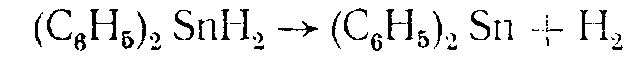 (C₆H₅)₂ SnH₂ → (C₆H₅)₂ Sn + H₂